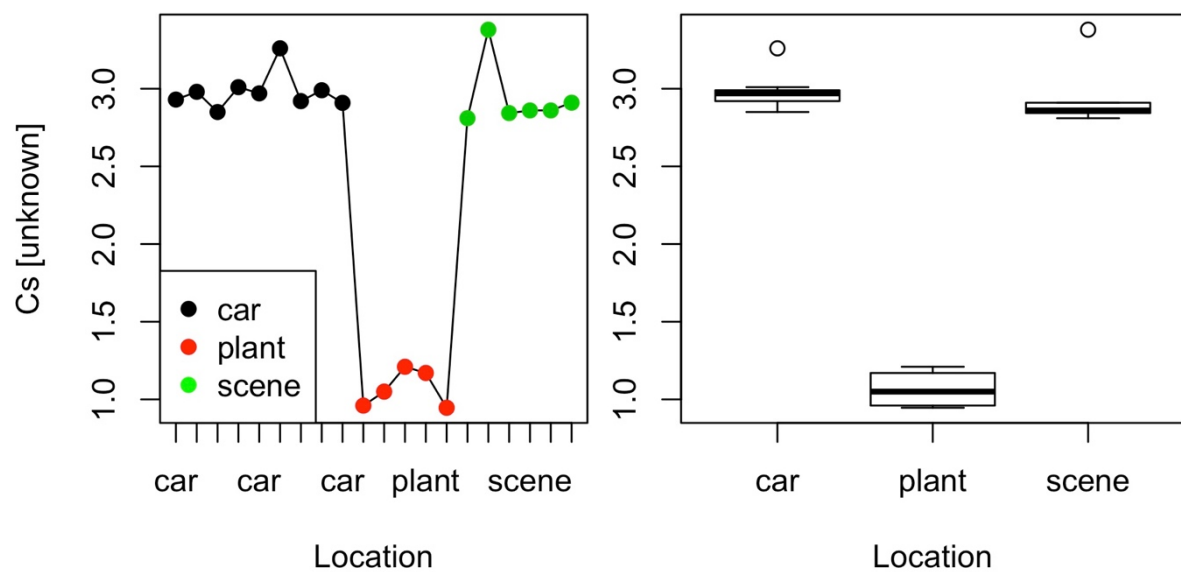 Cs [unknown]
3.0
2.5
2.0
1.5
1.0
car
plant
scene
car car car plant scene
Location
3.0
2.5
2.0
1.5
1.0
car plant scene
Location